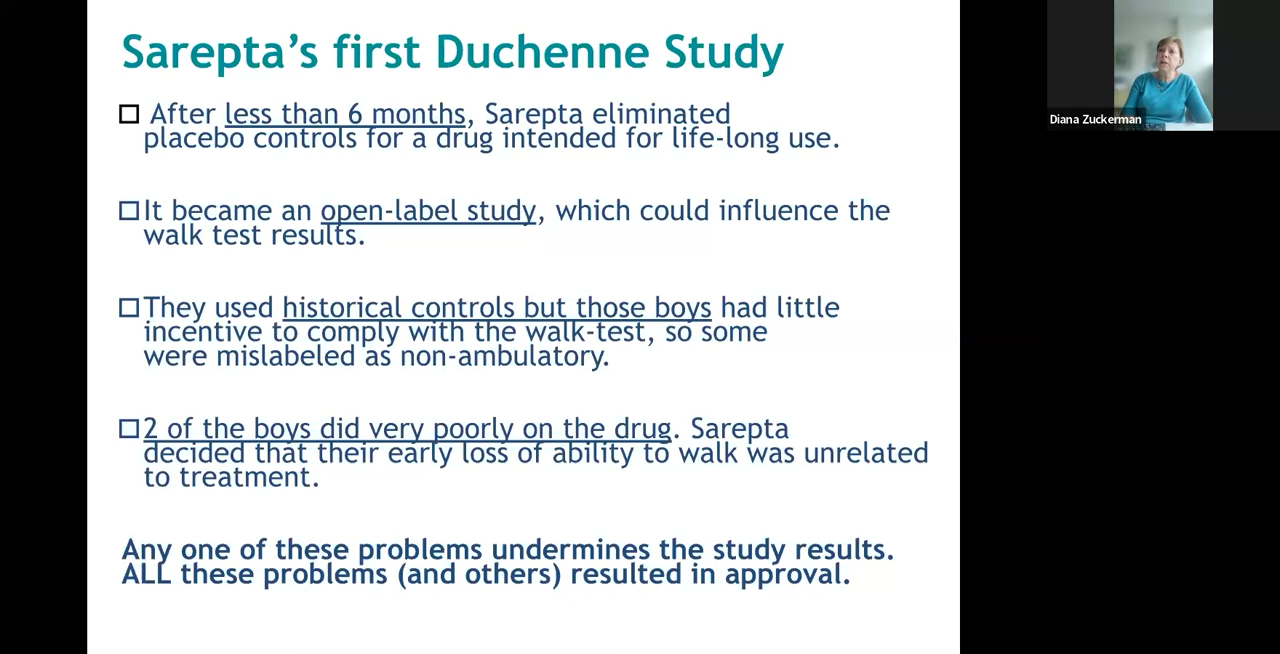 Sarepta’s first Duchenne Study
After less than 6 months, Sarepta eliminated
placebo controls for a drug intended for life-long use.
It became an open-label study, which could influence the
walk test results.
They used historical controls but those boys had little
incentive to comply with the walk-test, so some
were mislabeled as non-ambulatory.
2 of the boys did very poorly on the drug. Sarepta
decided that their early loss of ability to walk was unrelated
to treatment.
Any one of these problems undermines the study results.
ALL these problems (and others) resulted in approval.
Diana Zuckerman